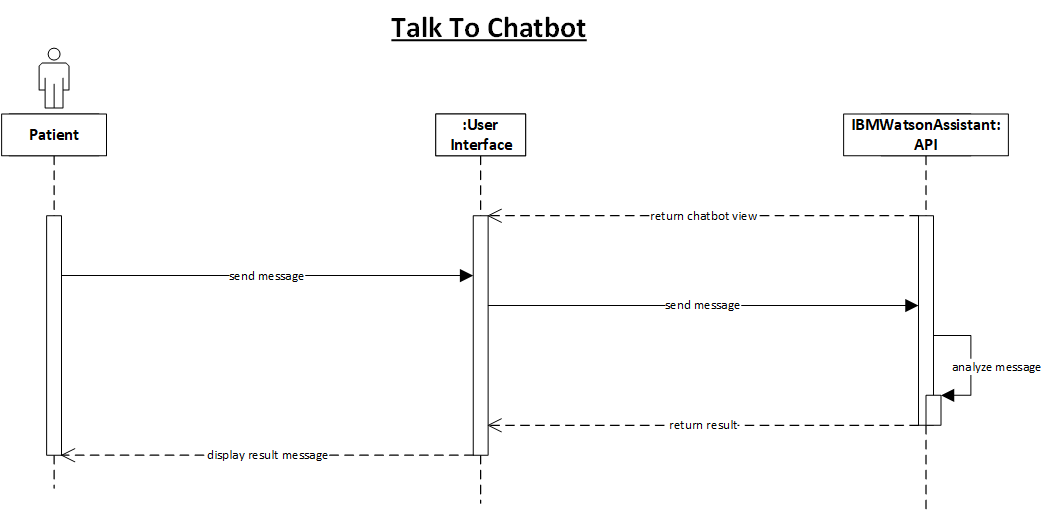 Talk To Chatbot
Patient
:User
Interface
IBMWatsonAssistant:
API
return chatbot view
send message
send message
analyze message
return result
display result message